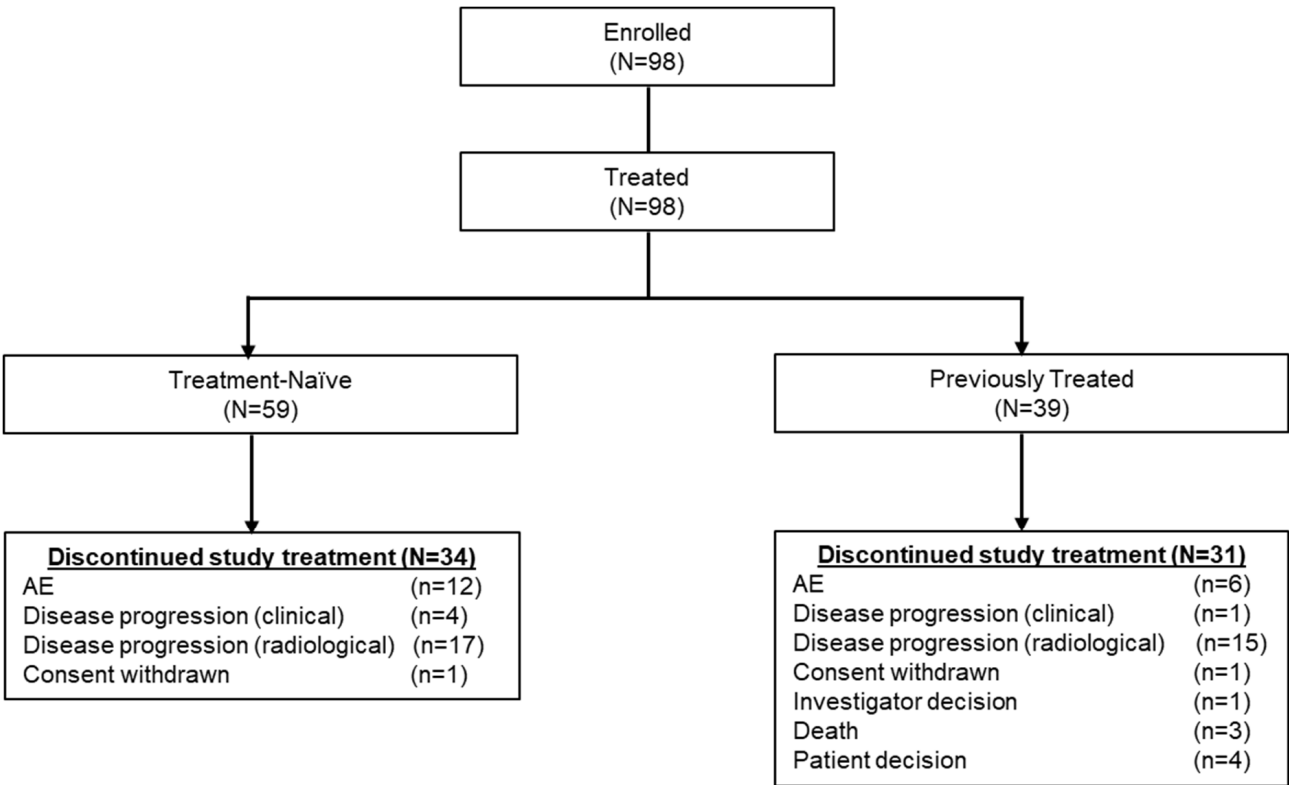 Enrolled
(N=98)
Treated
(N=98)
Treatment-Naïve
(N=59)
Previously Treated
(N=39)
Discontinued study treatment (N=34)
AE (n=12)
Disease progression (clinical) (n=4)
Disease progression (radiological) (n=17)
Consent withdrawn (n=1)
Discontinued study treatment (N=31)
AE (n=6)
Disease progression (clinical) (n=1)
Disease progression (radiological) (n=15)
Consent withdrawn (n=1)
Investigator decision (n=1)
Death (n=3)
Patient decision (n=4)